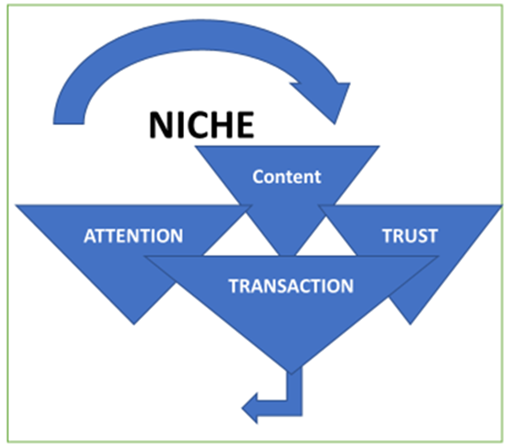 NICHE
Content
ATTENTION
TRUST
TRANSACTION